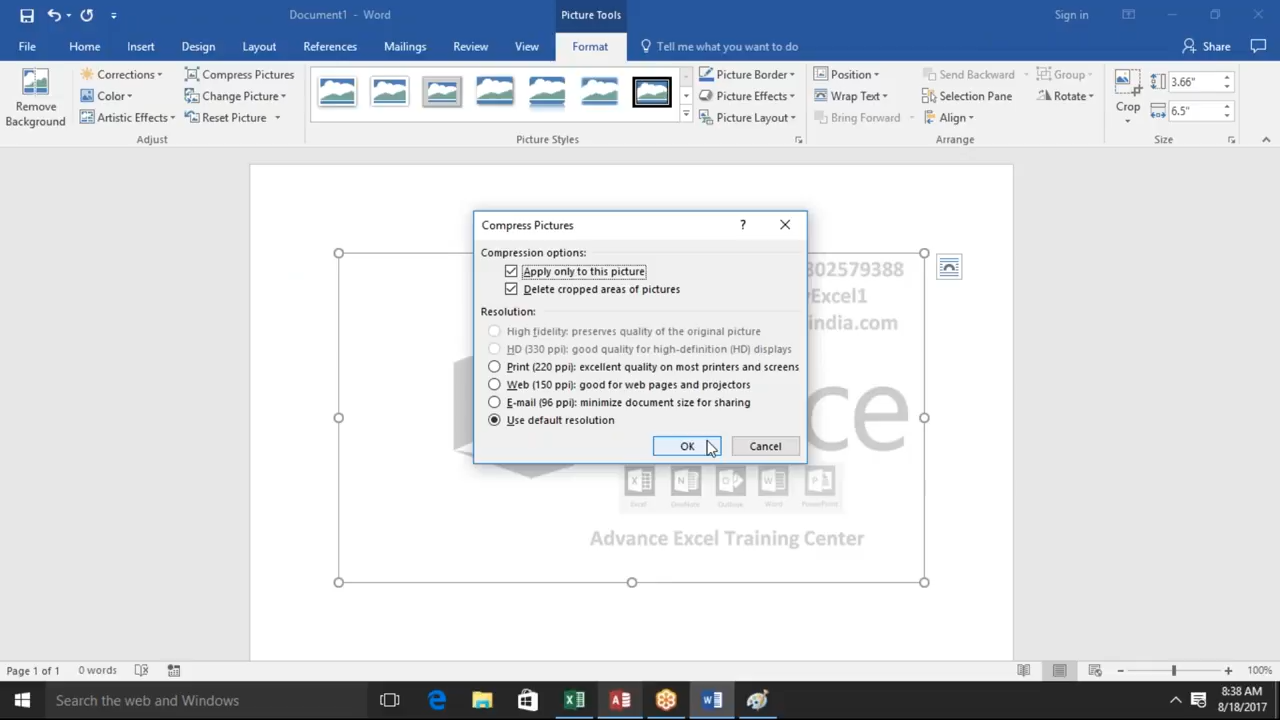 Document1 - Word
Picture Tools
Sign in
File
Home
Insert
Design
Layout
References
Mailings
Review
View
Format
Tell me what you want to do
Share
Remove
Background
Corrections
Color
Artistic Effects
Compress Pictures
Change Picture
Reset Picture
Adjust
Picture Styles
Picture Border
Picture Effects
Picture Layout
Position
Wrap Text
Bring Forward
Send Backward
Selection Pane
Align
Group
Rotate
Arrange
Crop
3.66"
6.5"
Size
Compress Pictures
?
Compression options:
Apply only to this picture
Delete cropped areas of pictures
Resolution:
High fidelity: preserves quality of the original picture
HD (330 ppi): good quality for high-definition (HD) displays
Print (220 ppi): excellent quality on most printers and screens
Web (150 ppi): good for web pages and projectors
E-mail (96 ppi): minimize document size for sharing
Use default resolution
OK
Cancel
802579388
Excel1
india.com
ce
Excel
OneNote
Outlook
Word
PowerPoint
Advance Excel Training Center
Page 1 of 1
0 words
100%
Search the web and Windows
8:38 AM
8/18/2017